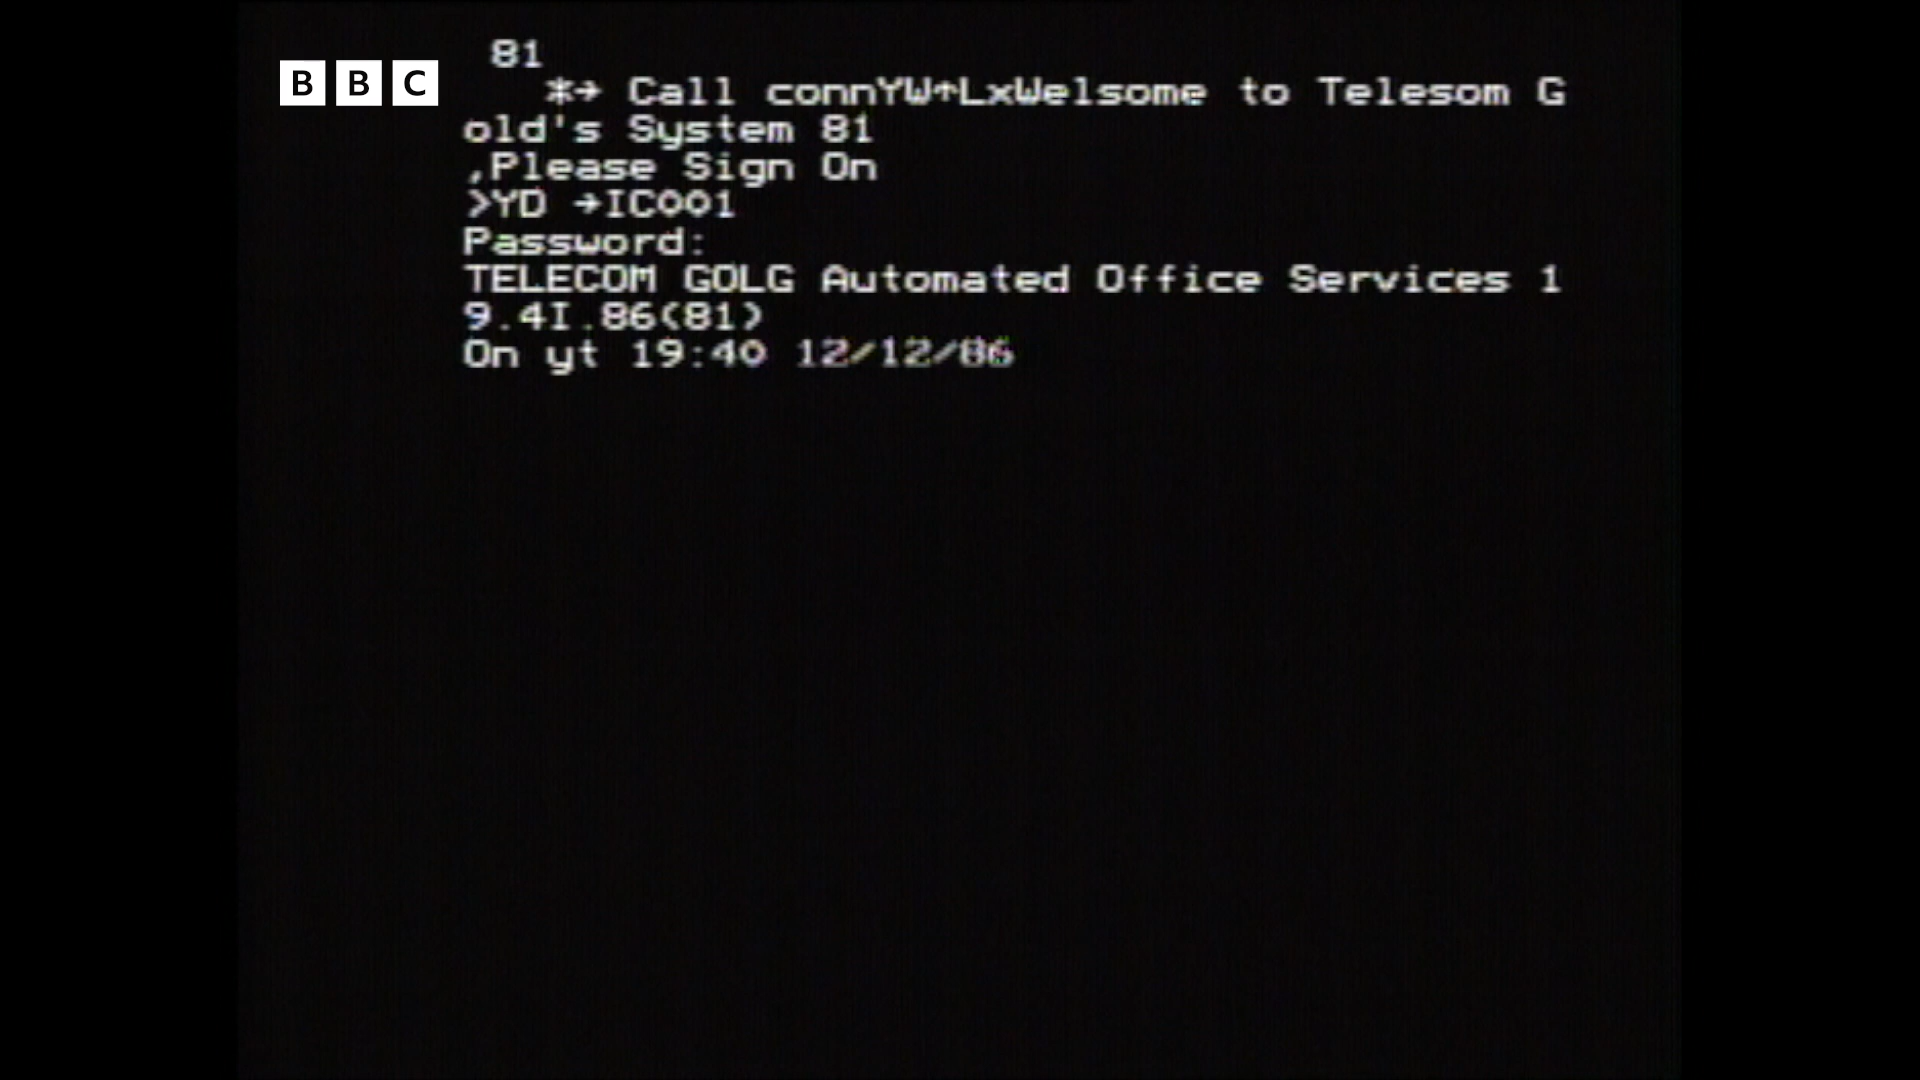 81
BBC
*→ Call connYW↑LxWelsome to Telesom G
old's System 81
,Please Sign On
>YD →IC001
Password:
TELECOM GOLG Automated Office Services 1
9.4I.86(81)
On yt 19:40 12/12/86